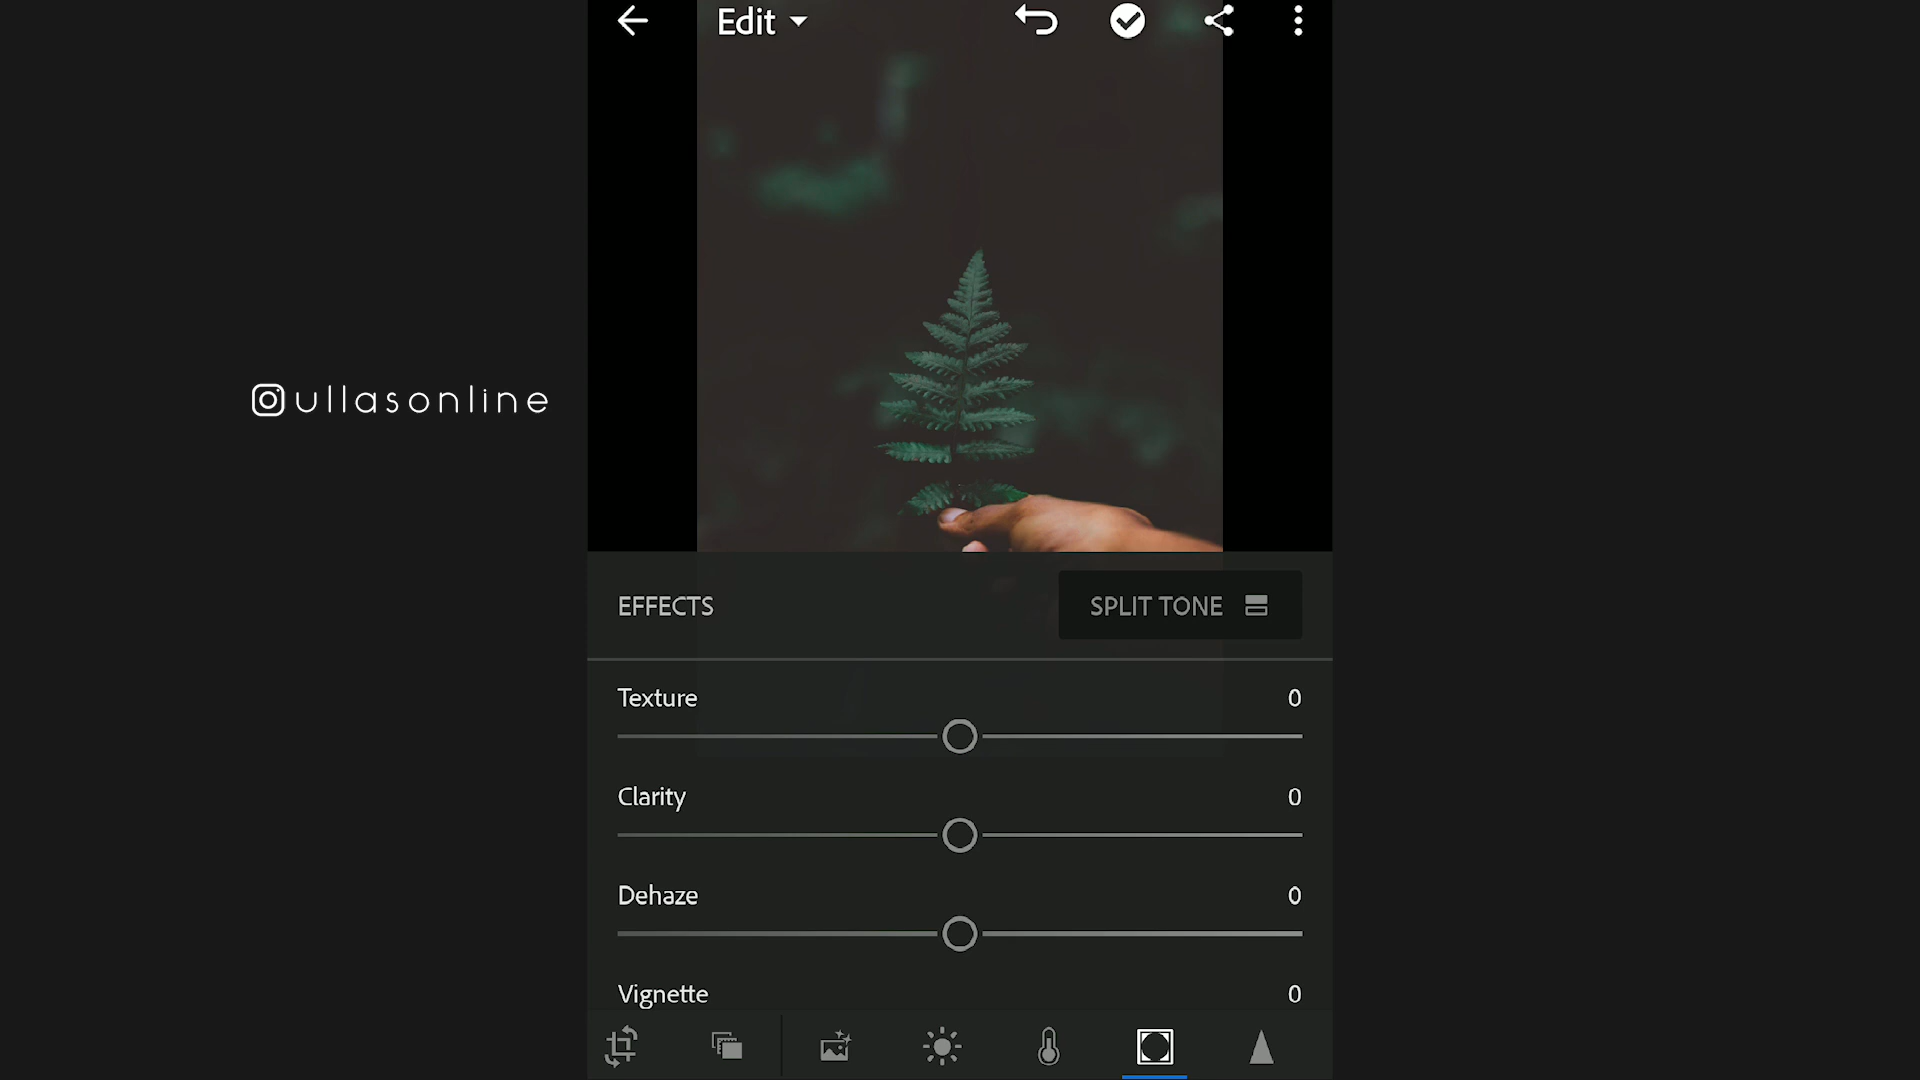 Edit
ullasonline
EFFECTS
SPLIT TONE
Texture 0
Clarity 0
Dehaze 0
Vignette 0